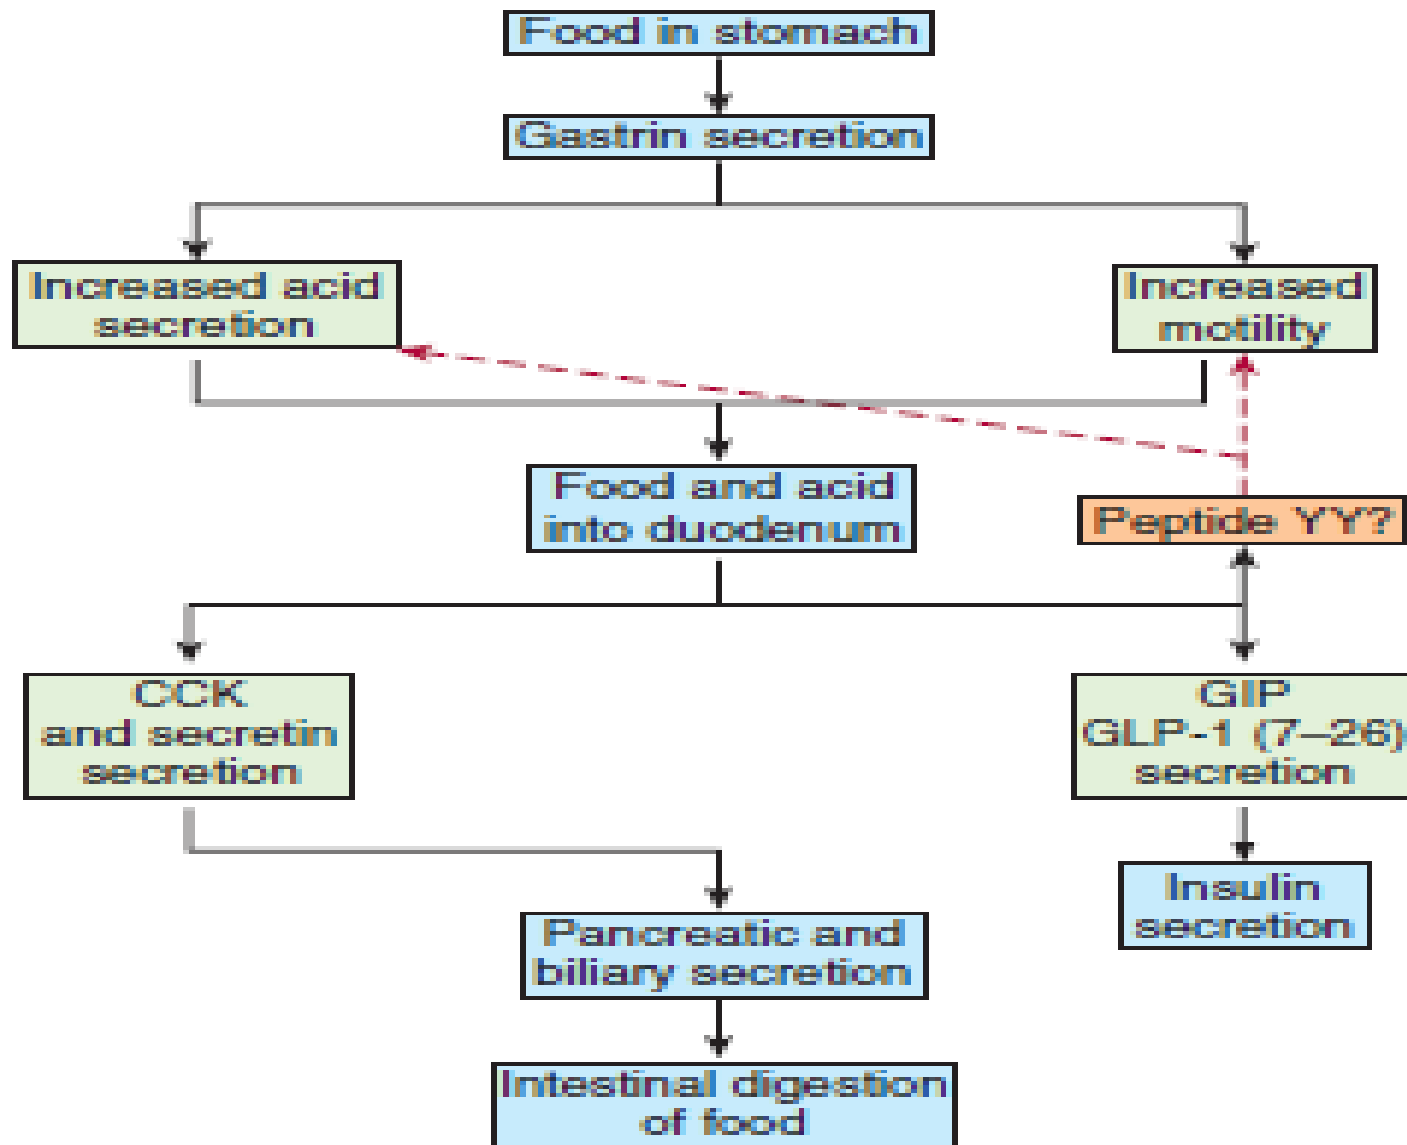 Food in stomach
Gastrin secretion
Increased acid
secretion
Increased
motility
Food and acid
into duodenum
Peptide YY?
CCK
and secretin
secretion
GIP
GLP-1 (7–26)
secretion
Insulin
secretion
Pancreatic and
biliary secretion
Intestinal digestion
of food